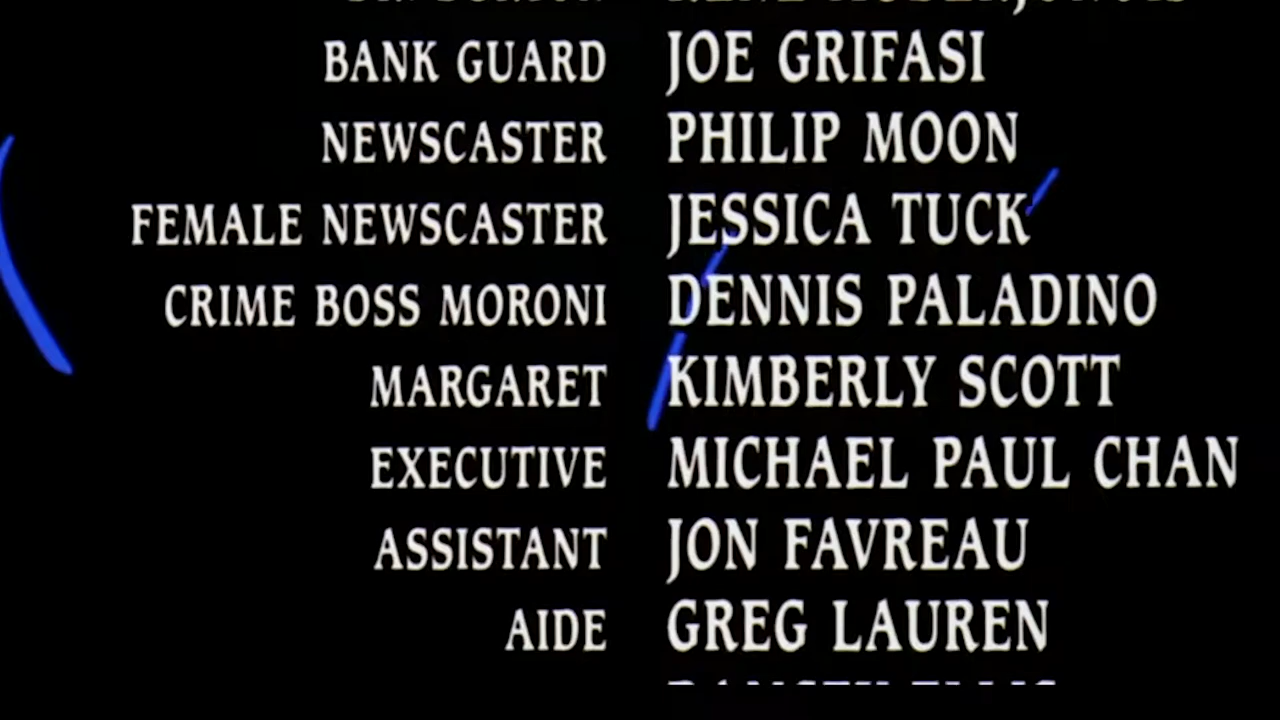 BANK GUARD JOE GRIFASI
NEWSCASTER PHILIP MOON
FEMALE NEWSCASTER JESSICA TUCK
CRIME BOSS MORONI DENNIS PALADINO
MARGARET KIMBERLY SCOTT
EXECUTIVE MICHAEL PAUL CHAN
ASSISTANT JON FAVREAU
AIDE GREG LAUREN